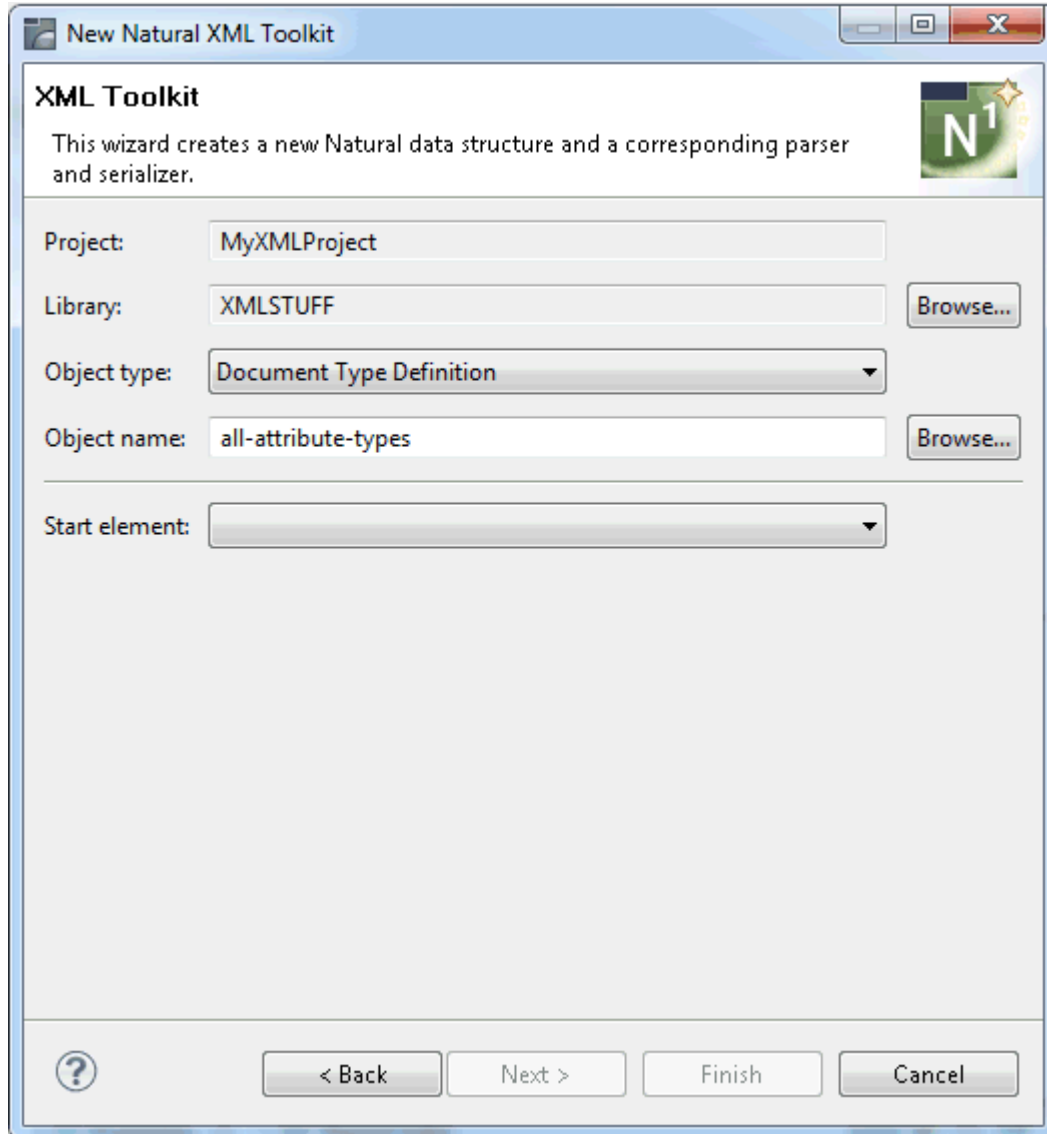 New Natural XML Toolkit
XML Toolkit
This wizard creates a new Natural data structure and a corresponding parser
and serializer.
N1
Project: MyXMLProject
Library: XMLSTUFF Browse...
Object type: Document Type Definition
Object name: all-attribute-types Browse...
Start element:
? < Back Next > Finish Cancel